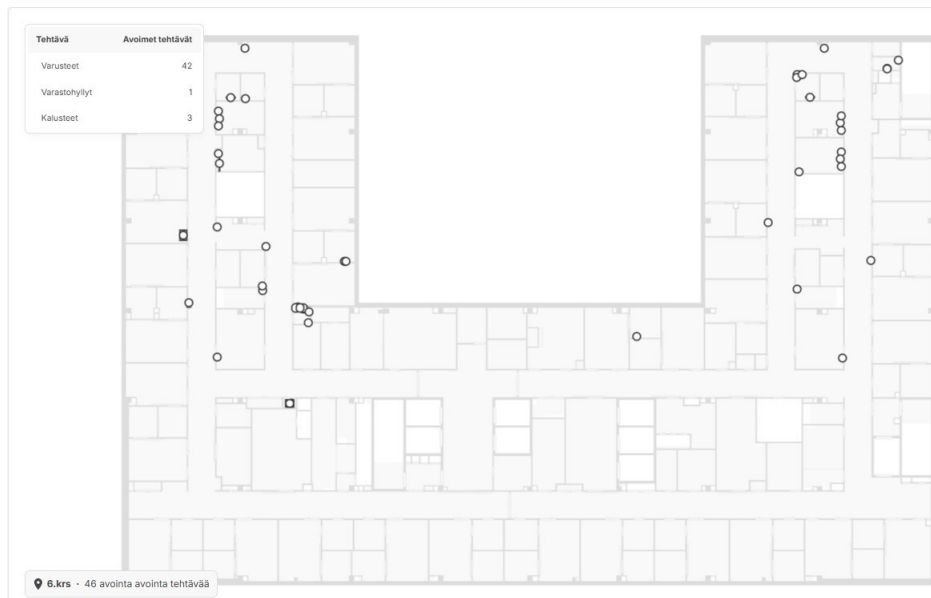 Tehtävä Avoimet tehtävät
Varusteet 42
Varastohyllyt 1
Kalusteet 3
6.krs · 46 avointa avointa tehtävää